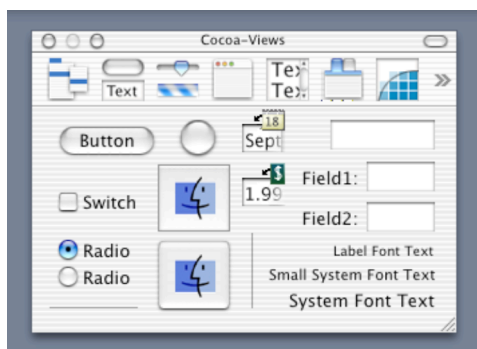 Cocoa-Views
Text
Tex
Tex
Button
18
Sept
Switch
$
1.99
Field1:
Field2:
Radio
Radio
Label Font Text
Small System Font Text
System Font Text